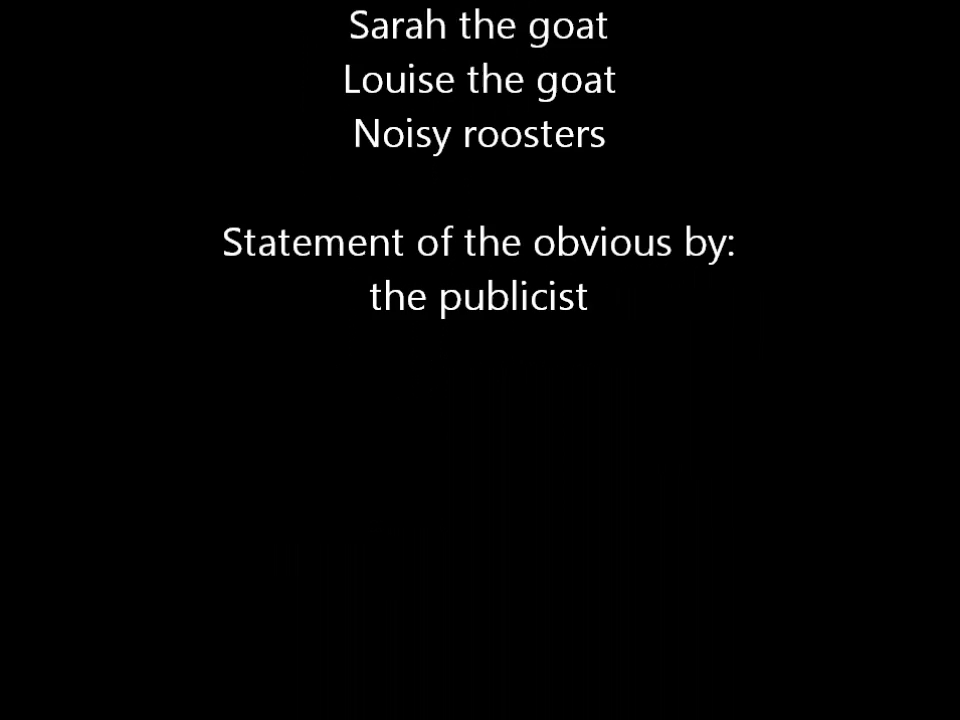 Sarah the goat
Louise the goat
Noisy roosters
Statement of the obvious by:
the publicist